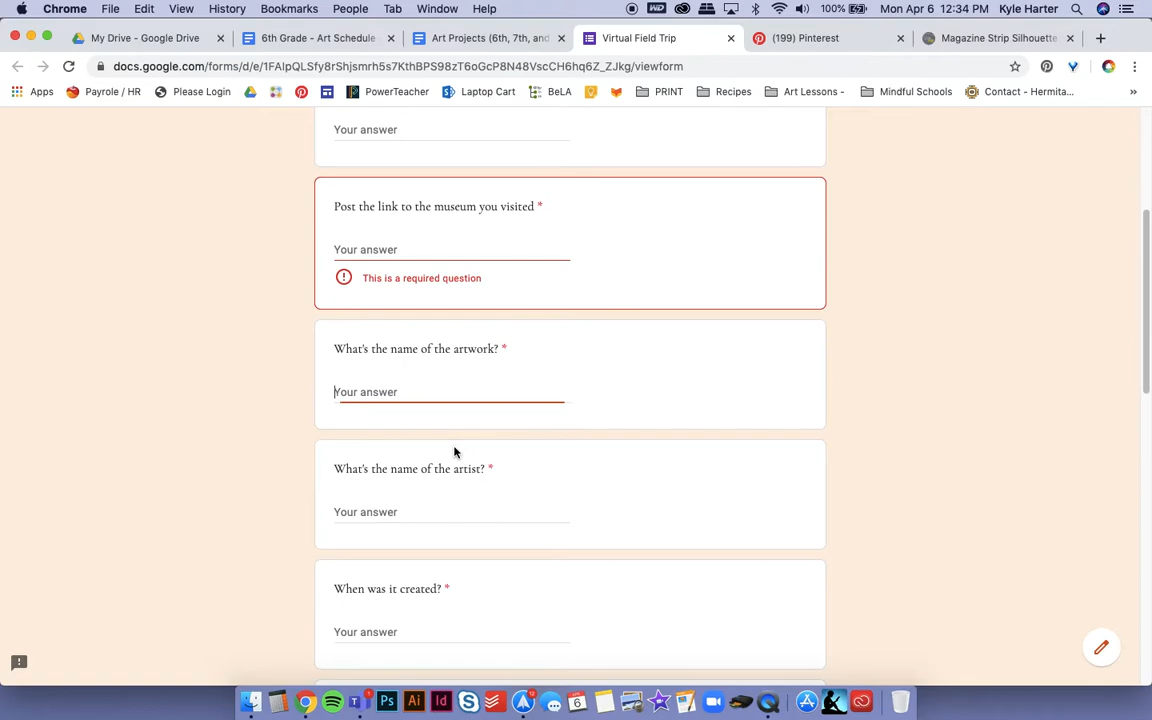 Chrome File Edit View History Bookmarks People Tab Window Help 100% Mon Apr 6 12:34 PM Kyle Harter
My Drive - Google Drive 6th Grade - Art Schedule Art Projects (6th, 7th, and Virtual Field Trip (199) Pinterest Magazine Strip Silhouette
docs.google.com/forms/d/e/1FAIpQLSfy8rShjsmrh5s7KthBPS98zT6oGcP8N48VscCH6hq6Z_ZJkg/viewform
Apps Payrole / HR Please Login PowerTeacher Laptop Cart BeLA PRINT Recipes Art Lessons - Mindful Schools Contact - Hermita... »
Your answer
Post the link to the museum you visited *
Your answer
This is a required question
What's the name of the artwork? *
Your answer
What's the name of the artist? *
Your answer
When was it created? *
Your answer